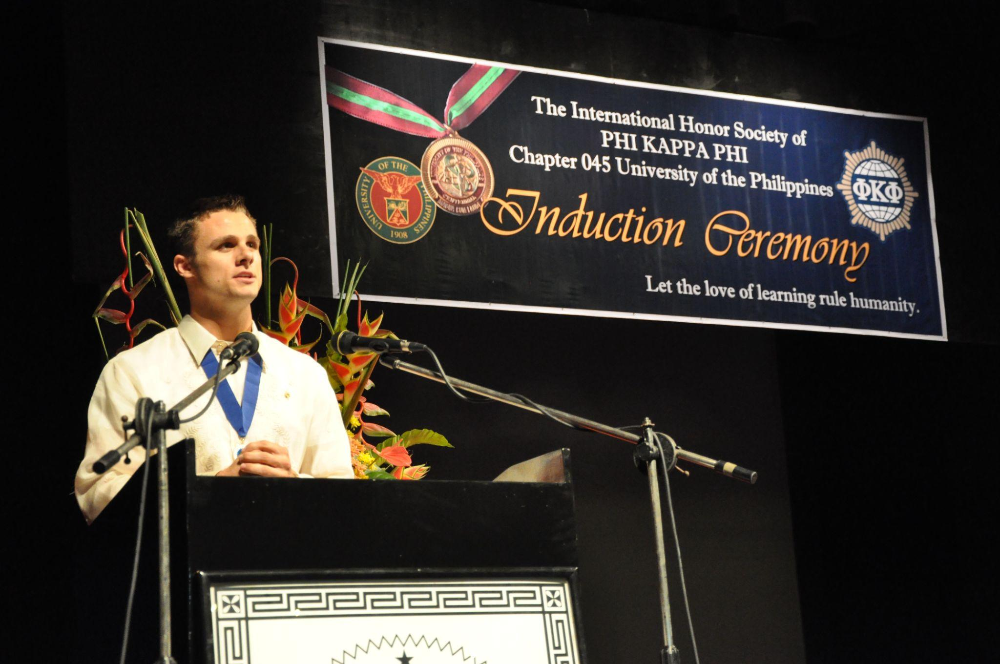 The International Honor Society of
PHI KAPPA PHI
Chapter 045 University of the Philippines
Induction Ceremony
Let the love of learning rule humanity.
UNIVERSITY OF THE PHILIPPINES
1908
CENTENNIAL
ΦΚΦ